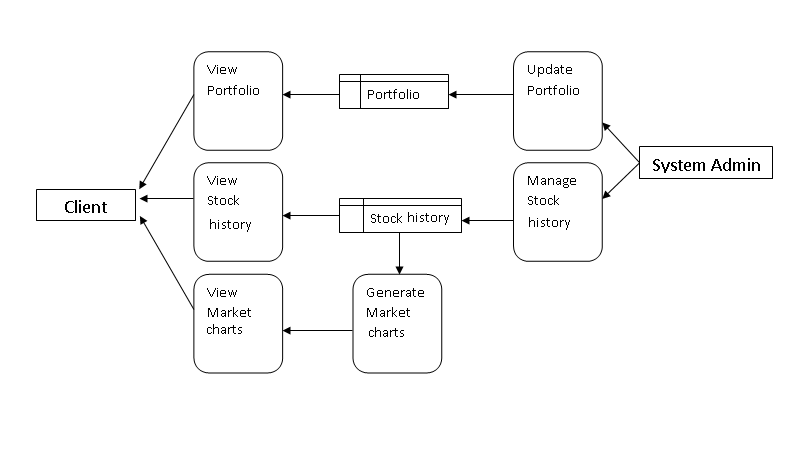 View
Portfolio
Portfolio
Update
Portfolio
System Admin
Client
View
Stock
history
Stock history
Manage
Stock
history
View
Market
charts
Generate
Market
charts